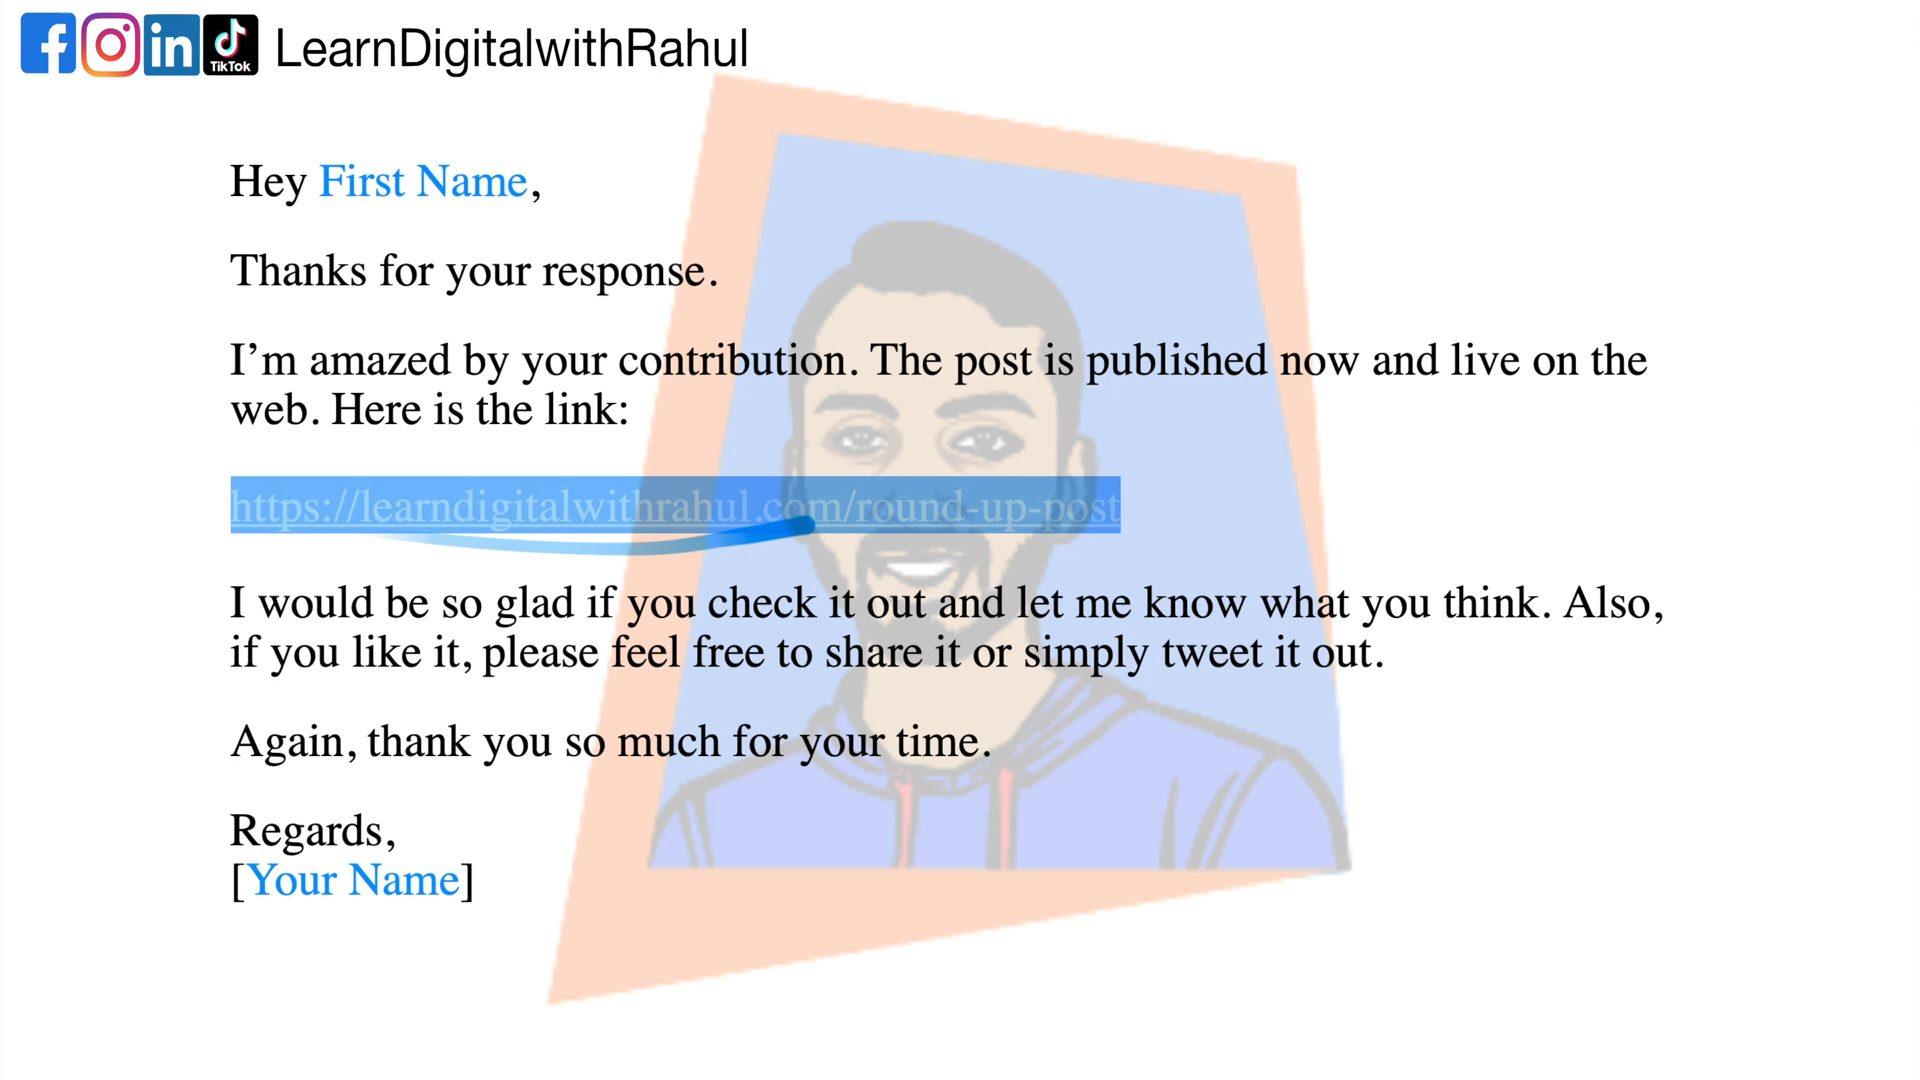 TikTok
LearnDigitalwithRahul
Hey First Name,
Thanks for your response.
I’m amazed by your contribution. The post is published now and live on the
web. Here is the link:
https://learndigitalwithrahul.com/round-up-post
I would be so glad if you check it out and let me know what you think. Also,
if you like it, please feel free to share it or simply tweet it out.
Again, thank you so much for your time.
Regards,
[Your Name]